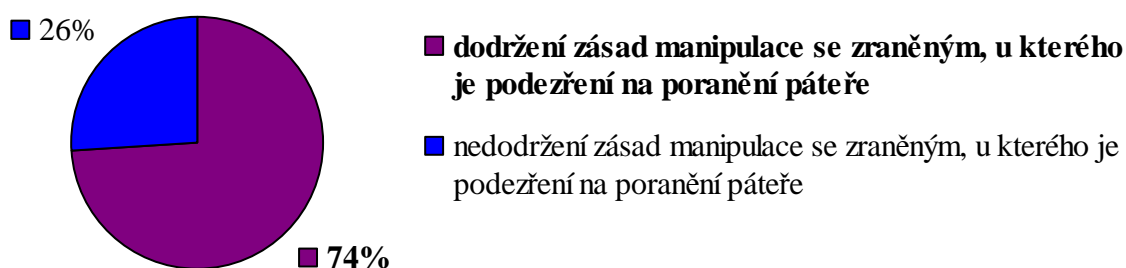 26%
dodržení zásad manipulace se zraněným, u kterého
je podezření na poranění páteře
nedodržení zásad manipulace se zraněným, u kterého je
podezření na poranění páteře
74%